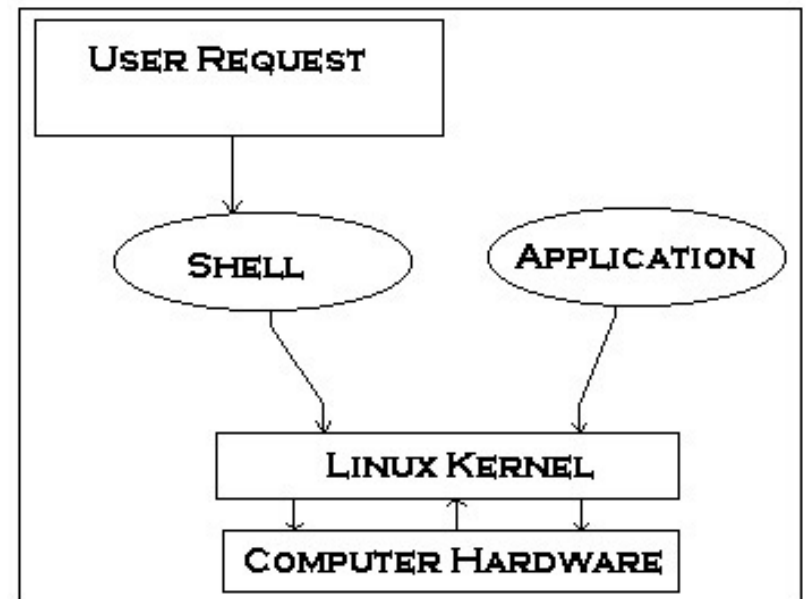 USER REQUEST
SHELL
APPLICATION
LINUX KERNEL
COMPUTER HARDWARE